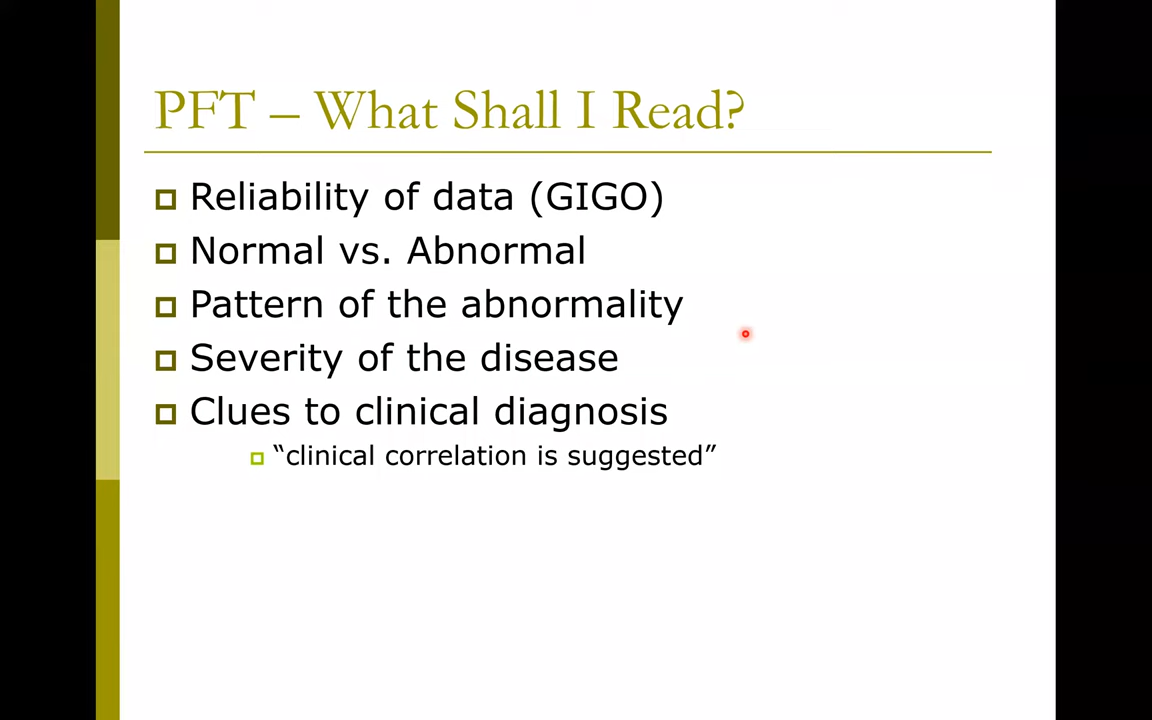 PFT – What Shall I Read?
Reliability of data (GIGO)
Normal vs. Abnormal
Pattern of the abnormality
Severity of the disease
Clues to clinical diagnosis
“clinical correlation is suggested”